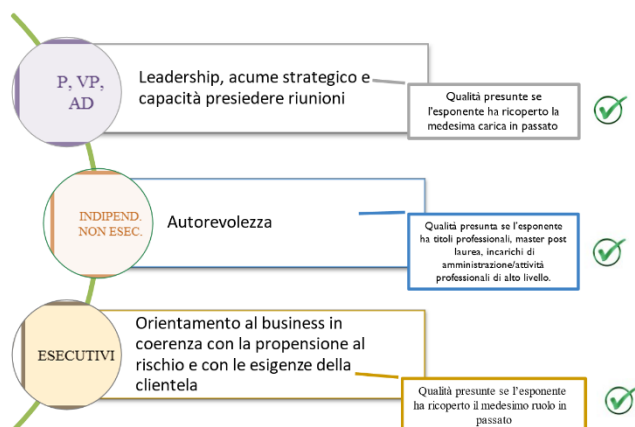 P, VP,
AD
Leadership, acume strategico e
capacità presiedere riunioni
Qualità presunte se
l'esponente ha ricoperto la
medesima carica in passato
INDIPEND.
NON ESEC.
Autorevolezza
Qualità presunta se l'esponente
ha titoli professionali, master post
laurea, incarichi di
amministrazione/attività
professionali di alto livello.
ESECUTIVI
Orientamento al business in
coerenza con la propensione al
rischio e con le esigenze della
clientela
Qualità presunte se l'esponente
ha ricoperto il medesimo ruolo in
passato